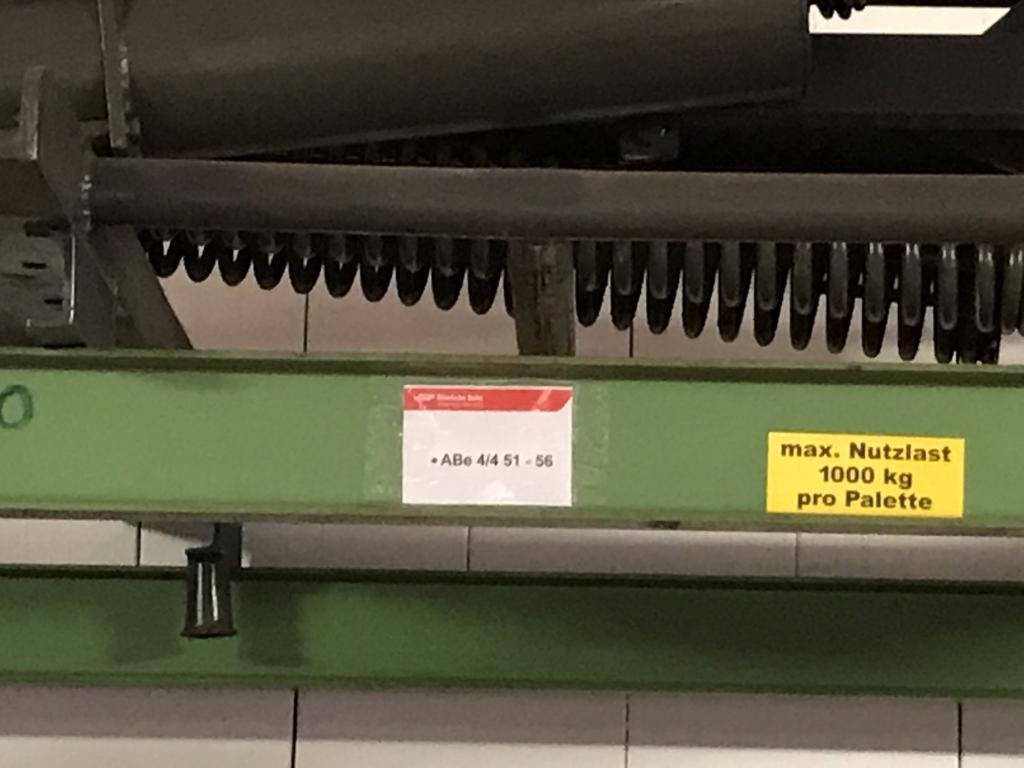 • ABe 4/4 51 - 56
max. Nutzlast
1000 kg
pro Palette